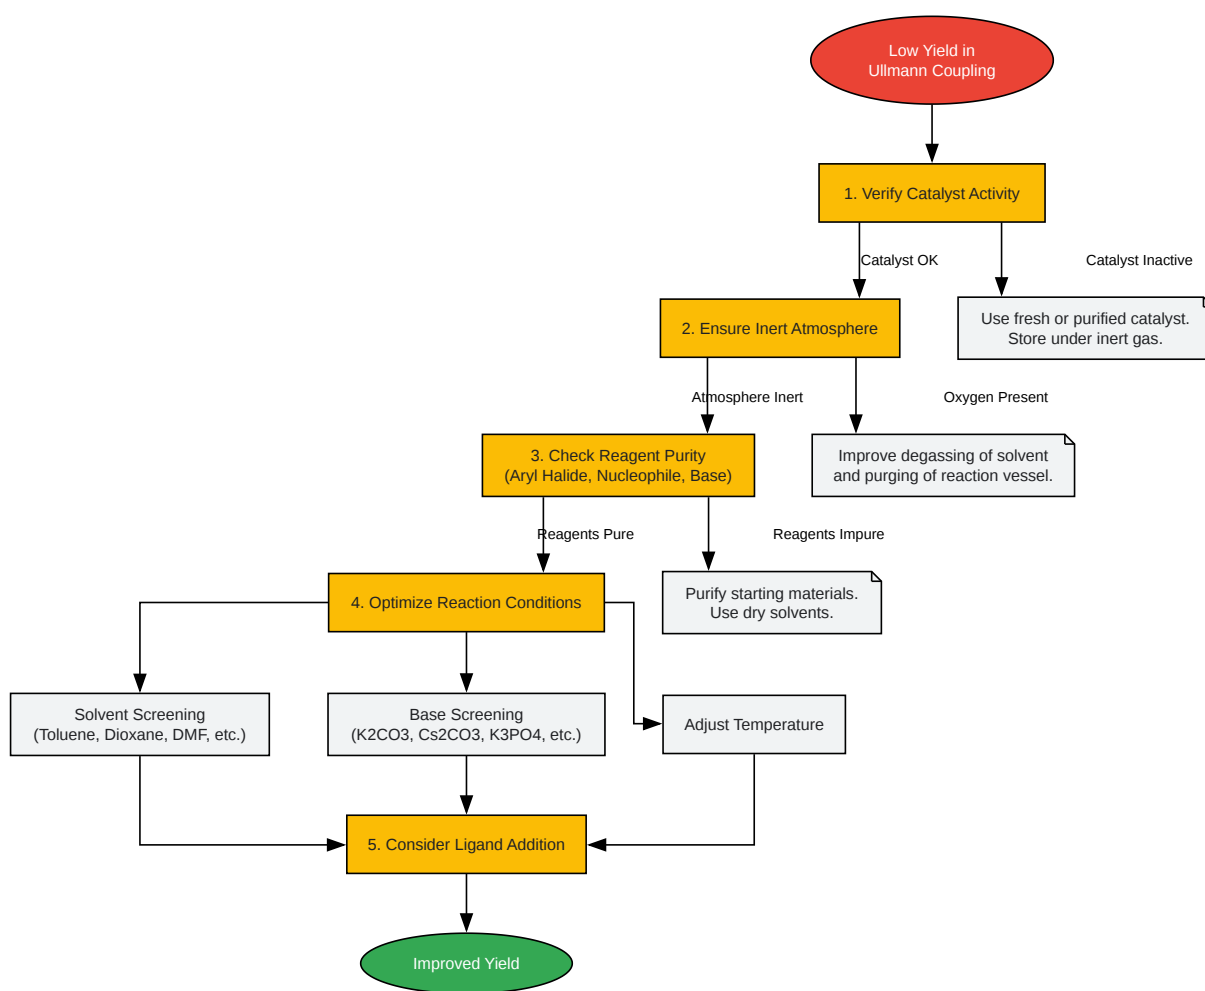 Low Yield in
Ullmann Coupling
1. Verify Catalyst Activity
Catalyst OK
Catalyst Inactive
2. Ensure Inert Atmosphere
Use fresh or purified catalyst.
Store under inert gas.
Atmosphere Inert
Oxygen Present
3. Check Reagent Purity
(Aryl Halide, Nucleophile, Base)
Improve degassing of solvent
and purging of reaction vessel.
Reagents Pure
Reagents Impure
4. Optimize Reaction Conditions
Purify starting materials.
Use dry solvents.
Solvent Screening
(Toluene, Dioxane, DMF, etc.)
Base Screening
(K2CO3, Cs2CO3, K3PO4, etc.)
Adjust Temperature
5. Consider Ligand Addition
Improved Yield